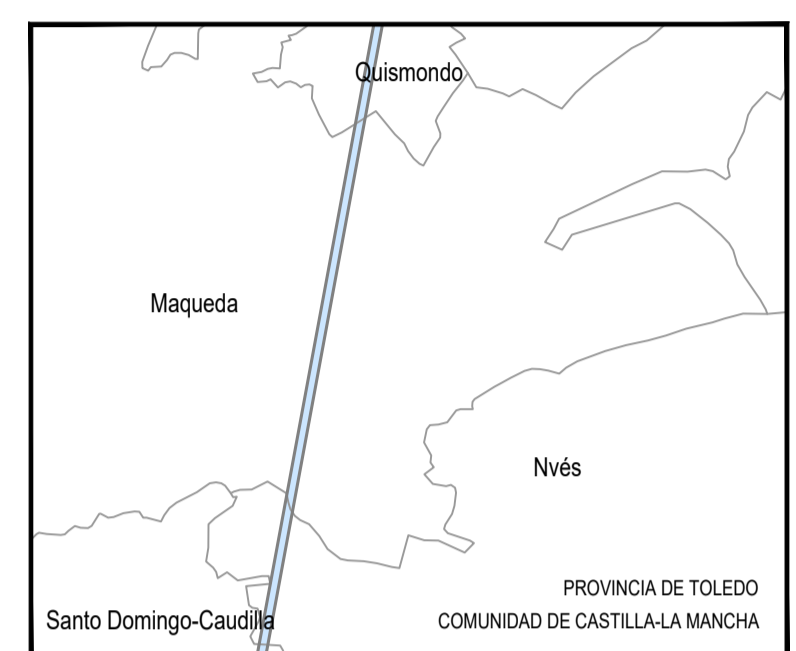 Quismondo
Maqueda
Nvés
PROVINCIA DE TOLEDO
Santo Domingo-Caudilla
COMUNIDAD DE CASTILLA-LA MANCHA